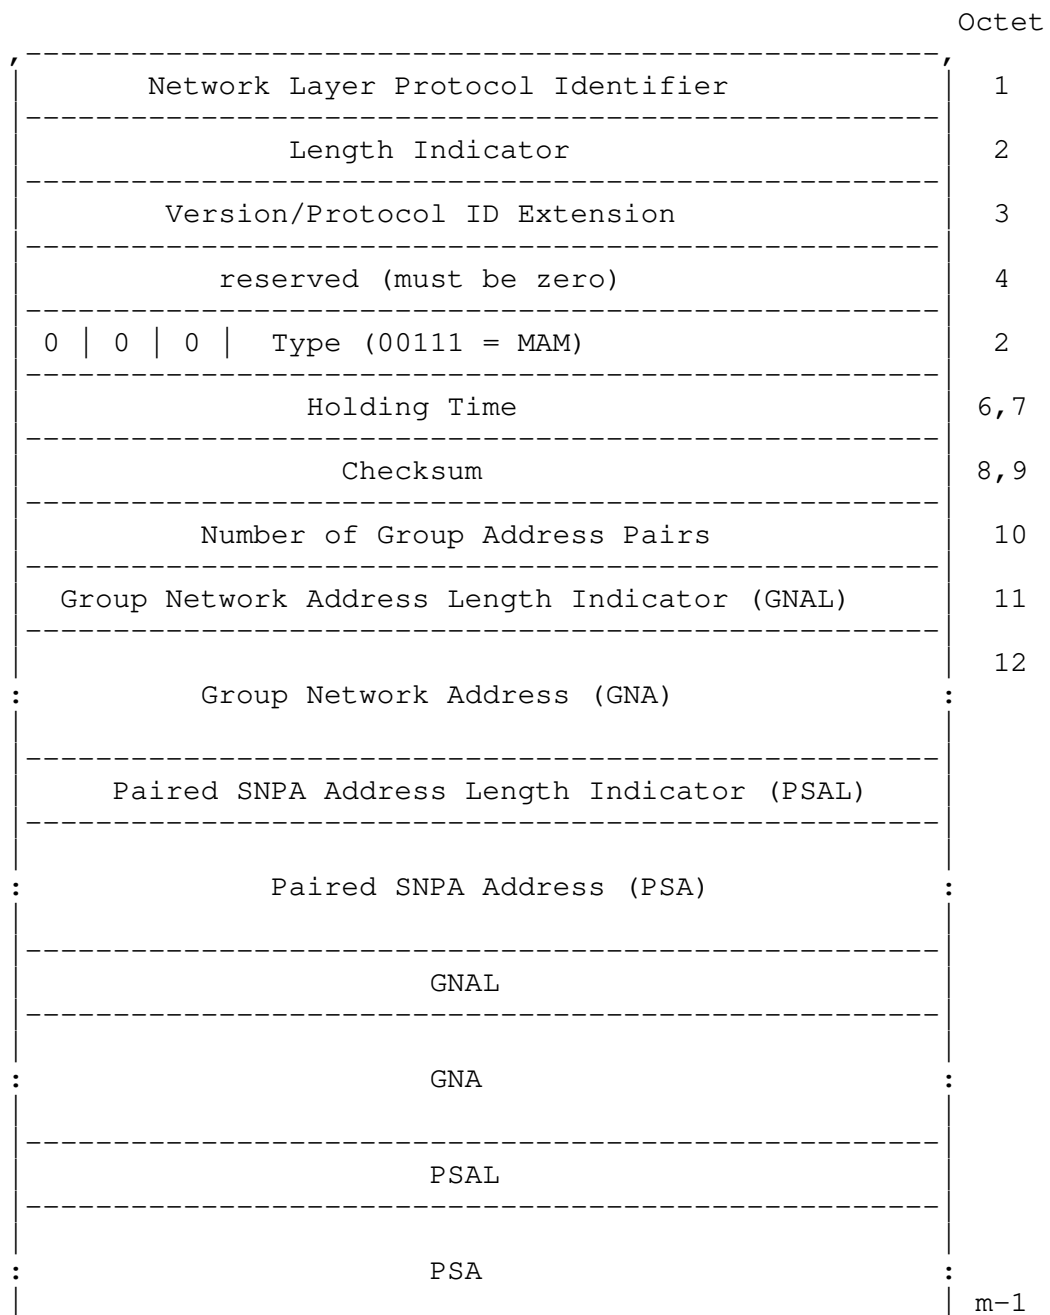 Octet
Network Layer Protocol Identifier 1
Length Indicator 2
Version/Protocol ID Extension 3
reserved (must be zero) 4
0 | 0 | 0 | Type (00111 = MAM) 2
Holding Time 6,7
Checksum 8,9
Number of Group Address Pairs 10
Group Network Address Length Indicator (GNAL) 11
12
Group Network Address (GNA)
Paired SNPA Address Length Indicator (PSAL)
Paired SNPA Address (PSA)
GNAL
GNA
PSAL
PSA
m-1